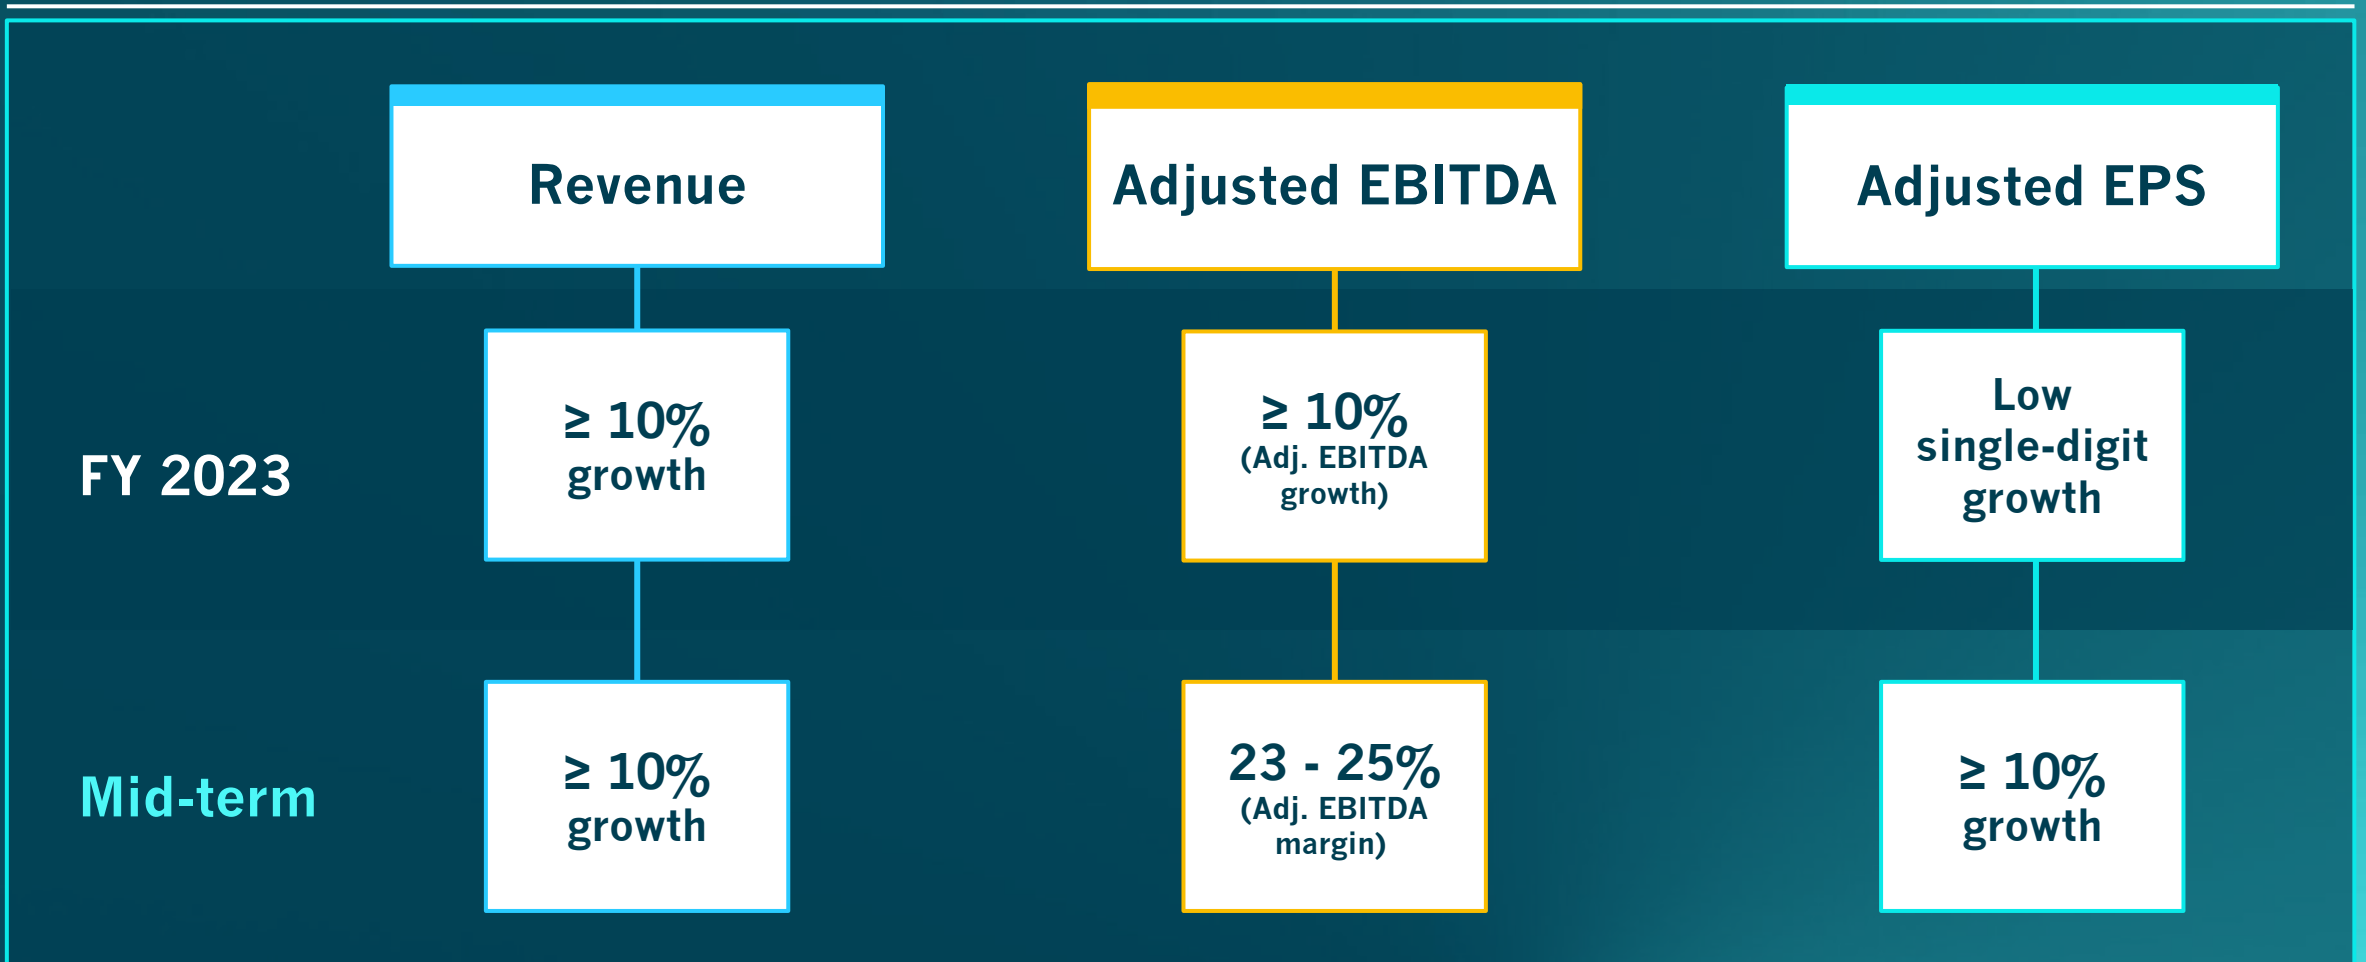 Revenue
Adjusted EBITDA
Adjusted EPS
FY 2023
≥ 10%
growth
≥ 10%
(Adj. EBITDA
growth)
Low
single-digit
growth
Mid-term
≥ 10%
growth
23 - 25%
(Adj. EBITDA
margin)
≥ 10%
growth